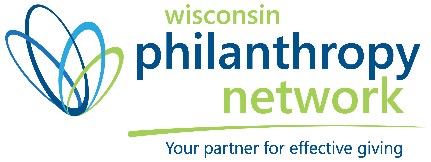 wisconsin
philanthropy
network
Your partner for effective giving